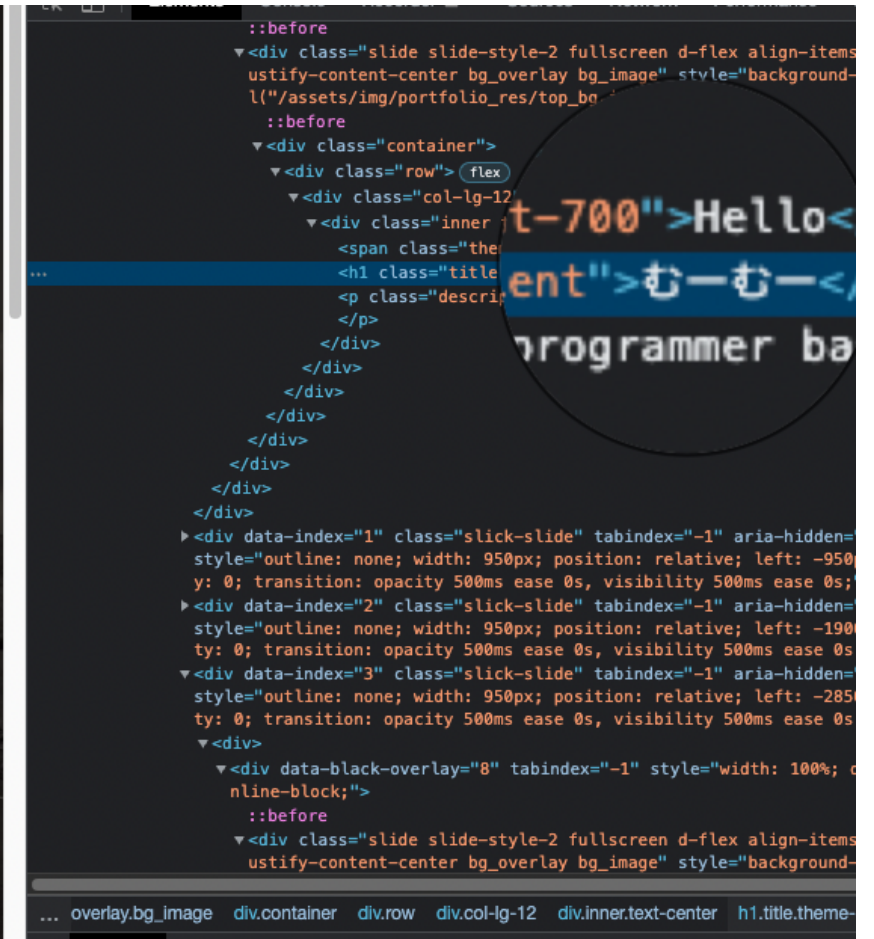 ::before
▼<div class="slide slide-style-2 fullscreen d-flex align-items
ustify-content-center bg_overlay bg_image" style="background-
l("/assets/img/portfolio_res/top_bg
::before
▼<div class="container">
▼<div class="row"> flex
▼<div class="col-lg-12
▼<div class="inner
<span class="the
t-700">Hello<
... <h1 class="title
ent">むーむー</
<p class="descrip
programmer ba
</p>
</div>
</div>
</div>
</div>
</div>
</div>
</div>
</div>
▶<div data-index="1" class="slick-slide" tabindex="-1" aria-hidden="
style="outline: none; width: 950px; position: relative; left: -950p
y: 0; transition: opacity 500ms ease 0s, visibility 500ms ease 0s;"
▶<div data-index="2" class="slick-slide" tabindex="-1" aria-hidden="
style="outline: none; width: 950px; position: relative; left: -1900
ty: 0; transition: opacity 500ms ease 0s, visibility 500ms ease 0s
▼<div data-index="3" class="slick-slide" tabindex="-1" aria-hidden="
style="outline: none; width: 950px; position: relative; left: -2850
ty: 0; transition: opacity 500ms ease 0s, visibility 500ms ease 0s
▼<div>
▼<div data-black-overlay="8" tabindex="-1" style="width: 100%; d
nline-block;">
::before
▼<div class="slide slide-style-2 fullscreen d-flex align-items
ustify-content-center bg_overlay bg_image" style="background-
... overlay.bg_image div.container div.row div.col-lg-12 div.inner.text-center h1.title.theme-